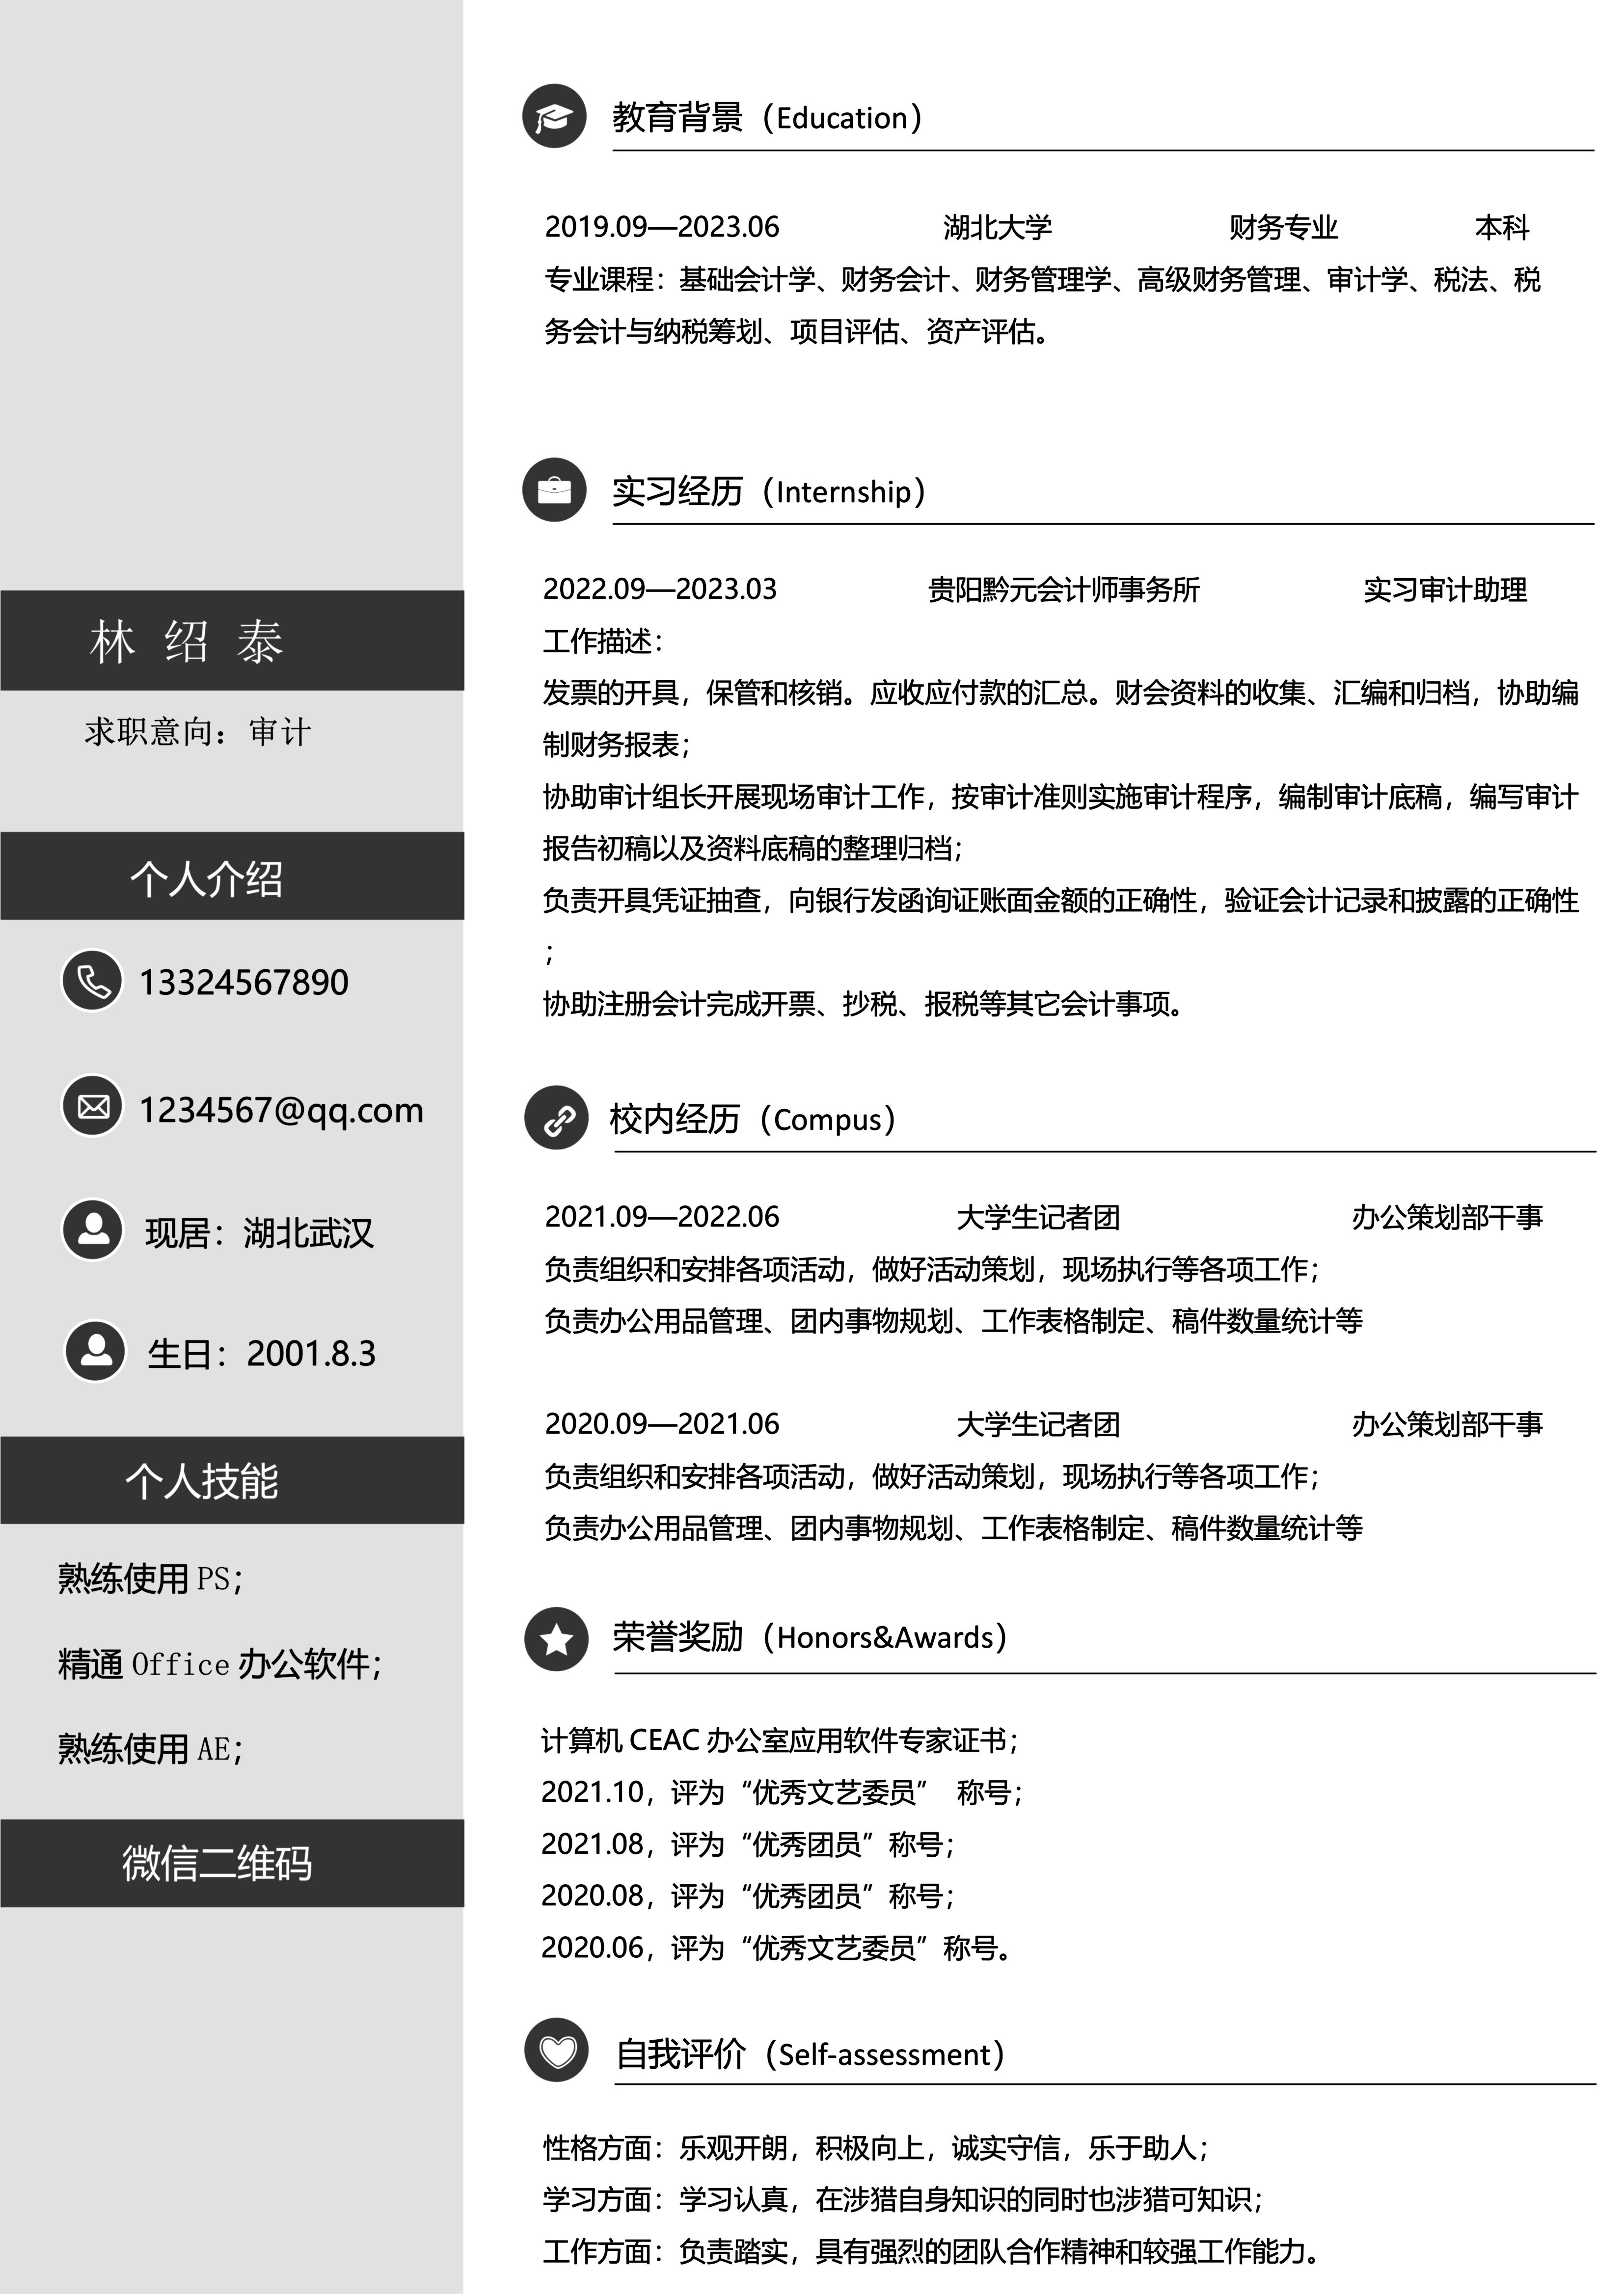 林 绍 泰
求职意向：审计
个人介绍
13324567890
1234567@qq.com
现居：湖北武汉
生日：2001.8.3
个人技能
熟练使用 PS；
精通 Office 办公软件；
熟练使用 AE；
微信二维码
教育背景（Education）
2019.09—2023.06 湖北大学 财务专业 本科
专业课程：基础会计学、财务会计、财务管理学、高级财务管理、审计学、税法、税
务会计与纳税筹划、项目评估、资产评估。
实习经历（Internship）
2022.09—2023.03 贵阳黔元会计师事务所 实习审计助理
工作描述：
发票的开具，保管和核销。应收应付款的汇总。财会资料的收集、汇编和归档，协助编
制财务报表；
协助审计组长开展现场审计工作，按审计准则实施审计程序，编制审计底稿，编写审计
报告初稿以及资料底稿的整理归档；
负责开具凭证抽查，向银行发函询证账面金额的正确性，验证会计记录和披露的正确性
；
协助注册会计完成开票、抄税、报税等其它会计事项。
校内经历（Compus）
2021.09—2022.06 大学生记者团 办公策划部干事
负责组织和安排各项活动，做好活动策划，现场执行等各项工作；
负责办公用品管理、团内事物规划、工作表格制定、稿件数量统计等
2020.09—2021.06 大学生记者团 办公策划部干事
负责组织和安排各项活动，做好活动策划，现场执行等各项工作；
负责办公用品管理、团内事物规划、工作表格制定、稿件数量统计等
荣誉奖励（Honors&Awards）
计算机 CEAC 办公室应用软件专家证书；
2021.10，评为“优秀文艺委员” 称号；
2021.08，评为“优秀团员”称号；
2020.08，评为“优秀团员”称号；
2020.06，评为“优秀文艺委员”称号。
自我评价（Self-assessment）
性格方面：乐观开朗，积极向上，诚实守信，乐于助人；
学习方面：学习认真，在涉猎自身知识的同时也涉猎可知识；
工作方面：负责踏实，具有强烈的团队合作精神和较强工作能力。